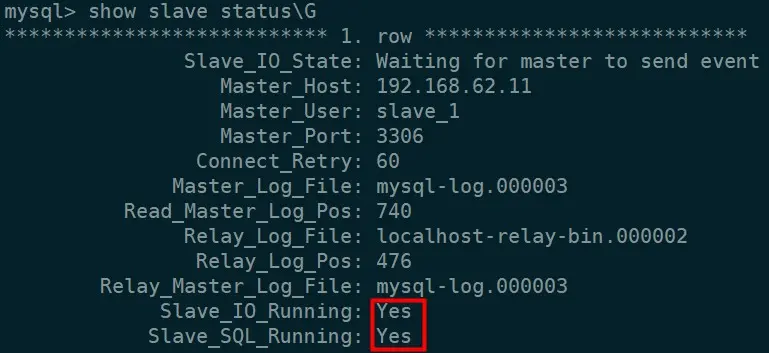 mysql> show slave status\G
*************************** 1. row ***************************
Slave_IO_State: Waiting for master to send event
Master_Host: 192.168.62.11
Master_User: slave_1
Master_Port: 3306
Connect_Retry: 60
Master_Log_File: mysql-log.000003
Read_Master_Log_Pos: 740
Relay_Log_File: localhost-relay-bin.000002
Relay_Log_Pos: 476
Relay_Master_Log_File: mysql-log.000003
Slave_IO_Running: Yes
Slave_SQL_Running: Yes